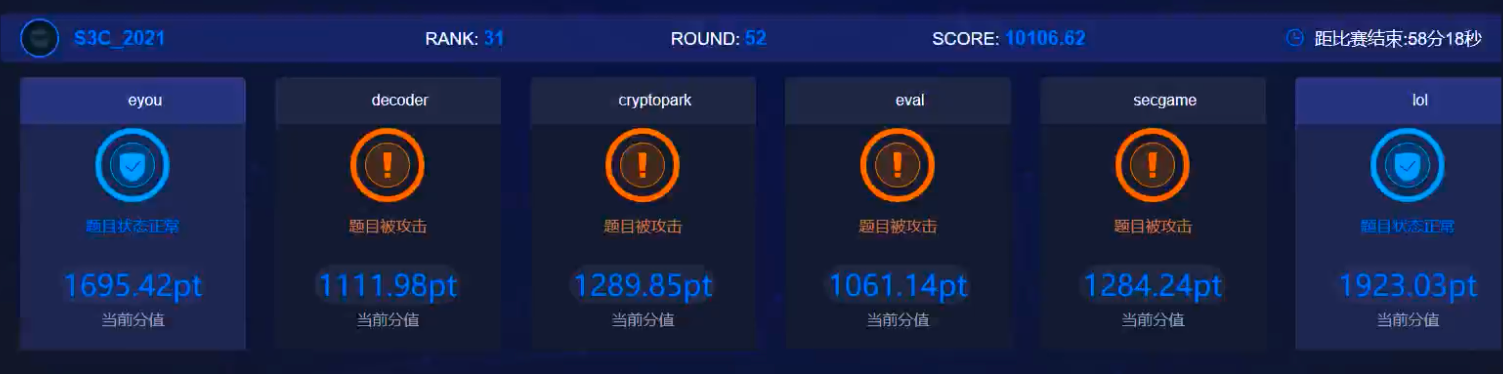 S3C_2021 RANK: 31 ROUND: 52 SCORE: 10106.62 距比赛结束:58分18秒
eyou decoder cryptopark eval secgame lol
题目状态正常 题目被攻击 题目被攻击 题目被攻击 题目被攻击 题目状态正常
1695.42pt 1111.98pt 1289.85pt 1061.14pt 1284.24pt 1923.03pt
当前分值 当前分值 当前分值 当前分值 当前分值 当前分值